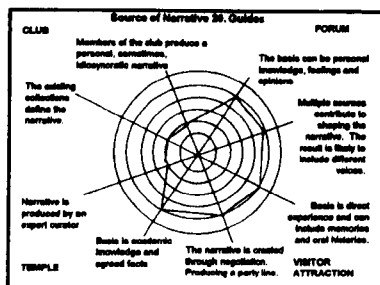 Source of Narrative 20. Guides
CLUB
FORUM
Members of the club produce a
personal, sometimes,
idiosyncratic narrative
The basis can be personal
knowledge, feelings and
opinions
The existing
collections
define the
narrative.
Multiple sources
contribute to
shaping the
narrative. The
result is likely to
include different
voices.
Narrative is
produced by an
expert curator
Basis is direct
experience and can
include memories
and oral histories.
Basis is academic
knowledge and
agreed facts
The narrative is created
through negotiation.
Producing a party line.
TEMPLE
VISITOR
ATTRACTION